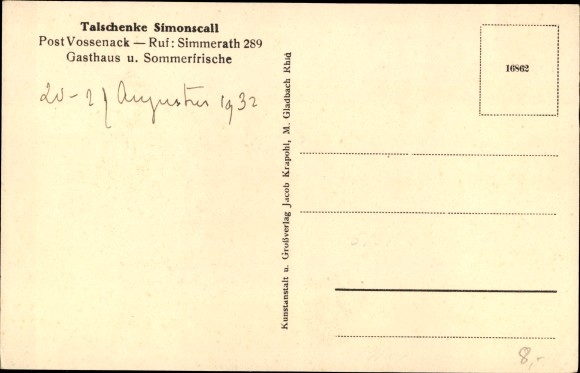 Talschenke Simonscall
Post Vossenack — Ruf: Simmerath 289
Gasthaus u. Sommerfrische
20-27 Augustus 1932
Kunstanstalt u. Großverlag Jacob Krapohl, M. Gladbach Rhld
16862
8,-